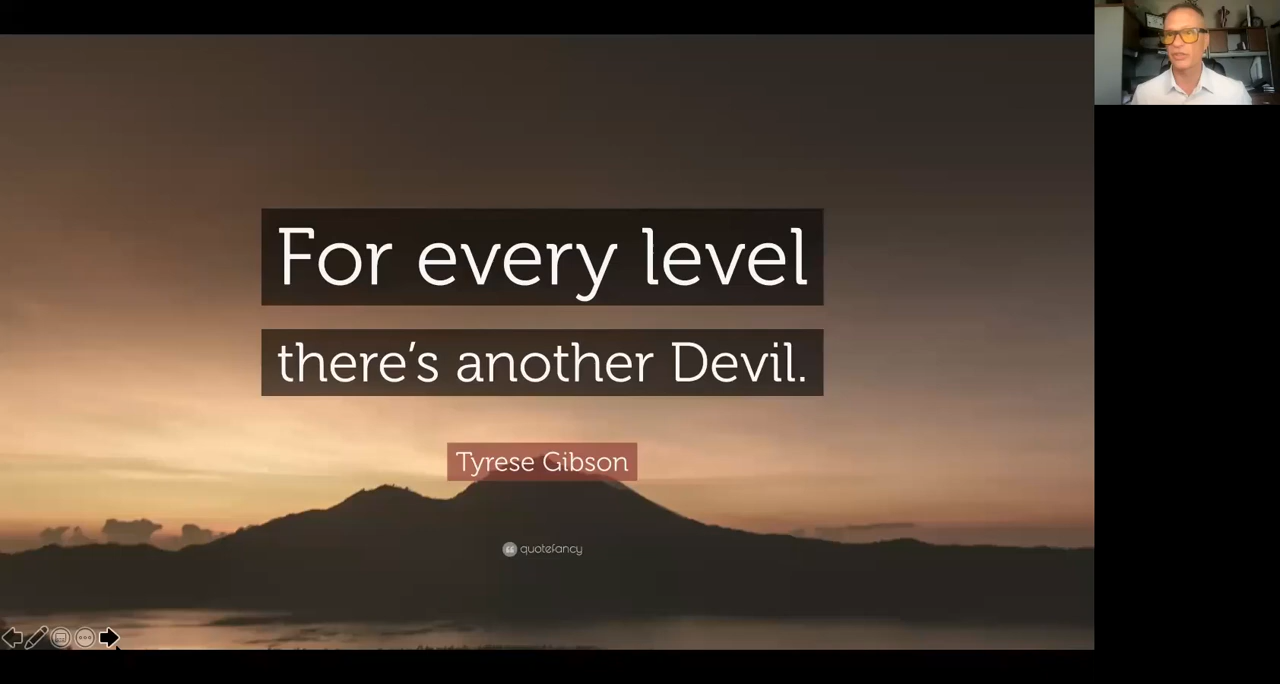 For every level
there's another Devil.
Tyrese Gibson
quotefancy